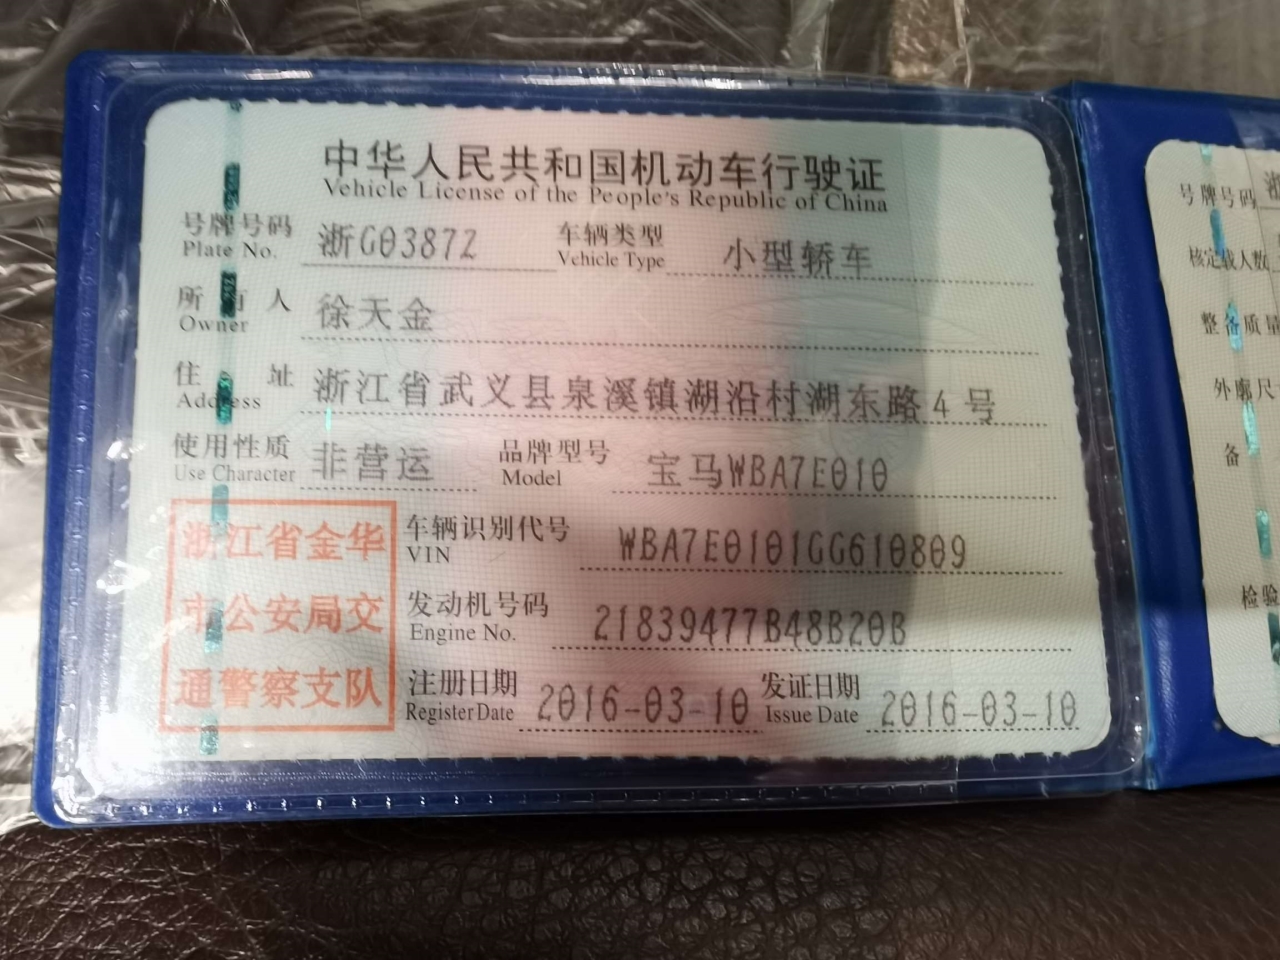 中华人民共和国机动车行驶证
Vehicle License of the People's Republic of China
号牌号码 浙G03872 车辆类型 小型轿车
Plate No. Vehicle Type
所有人 徐天金
Owner
住址 浙江省武义县泉溪镇湖沿村湖东路4号
Address
使用性质 非营运 品牌型号 宝马WBA7E010
Use Character Model
车辆识别代号 WBA7E0101GG610809
VIN
发动机号码 21839477B48B20B
Engine No.
注册日期 2016-03-10 发证日期 2016-03-10
Register Date Issue Date
浙江省金华
市公安局交
通警察支队
号牌号码 浙
核定载人数
整备质量
外廓尺
备
检验